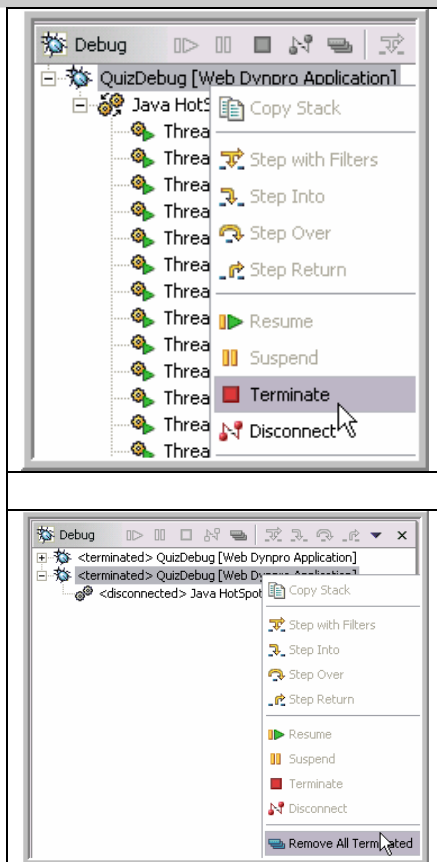 Debug
QuizDebug [Web Dynpro Application]
Java HotS
Copy Stack
Threa
Threa
Step with Filters
Threa
Step Into
Threa
Threa
Step Over
Threa
Step Return
Threa
Threa
Resume
Threa
Suspend
Threa
Terminate
Threa
Threa
Disconnect
Threa
Debug
<terminated> QuizDebug [Web Dynpro Application]
<terminated> QuizDebug [Web Dynpro Application]
<disconnected> Java HotSpot
Copy Stack
Step with Filters
Step Into
Step Over
Step Return
Resume
Suspend
Terminate
Disconnect
Remove All Terminated